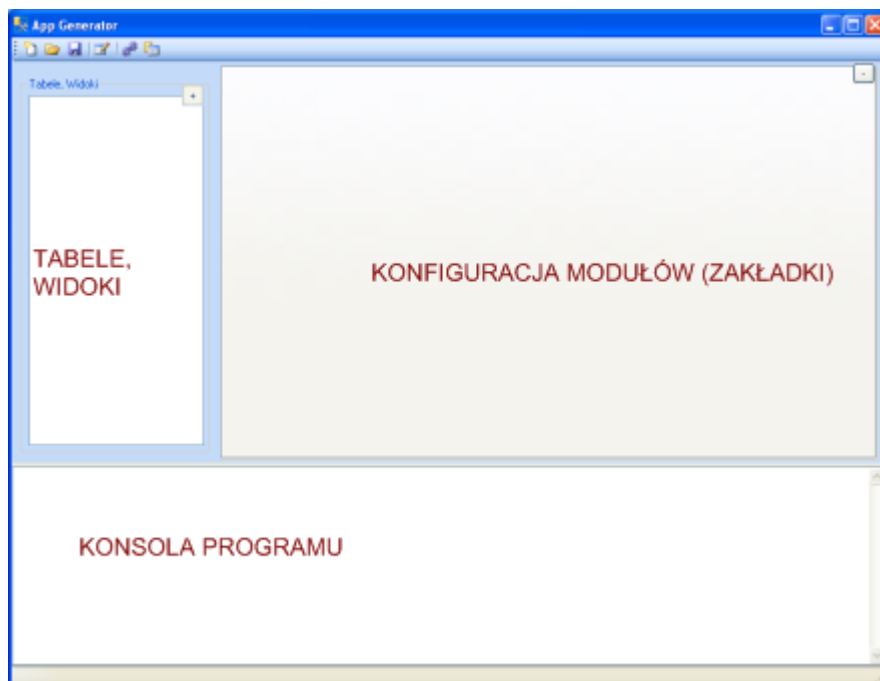 App Generator
Tabele, Widoki
+
-
TABELE,
WIDOKI
KONFIGURACJA MODUŁÓW (ZAKŁADKI)
KONSOLA PROGRAMU